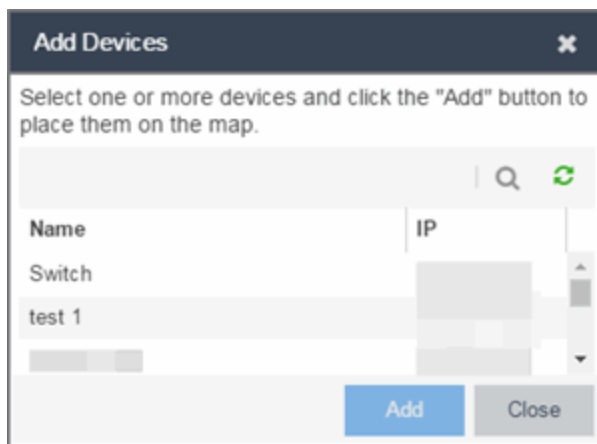 Add Devices
Select one or more devices and click the "Add" button to
place them on the map.
Name IP
Switch
test 1
Add Close